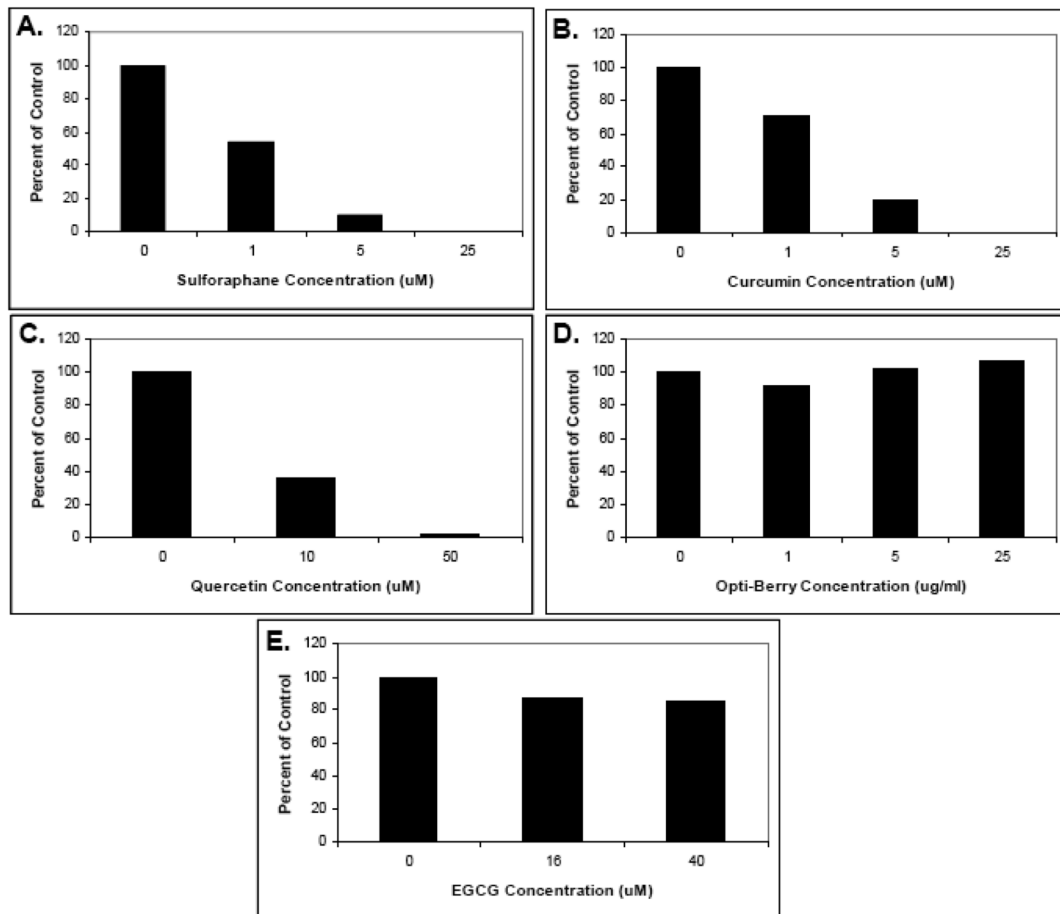 A.
Percent of Control
120
100
80
60
40
20
0
0 1 5 25
Sulforaphane Concentration (uM)
B.
Percent of Control
120
100
80
60
40
20
0
0 1 5 25
Curcumin Concentration (uM)
C.
Percent of Control
120
100
80
60
40
20
0
0 10 50
Quercetin Concentration (uM)
D.
Percent of Control
120
100
80
60
40
20
0
0 1 5 25
Opti-Berry Concentration (ug/ml)
E.
Percent of Control
120
100
80
60
40
20
0
0 16 40
EGCG Concentration (uM)